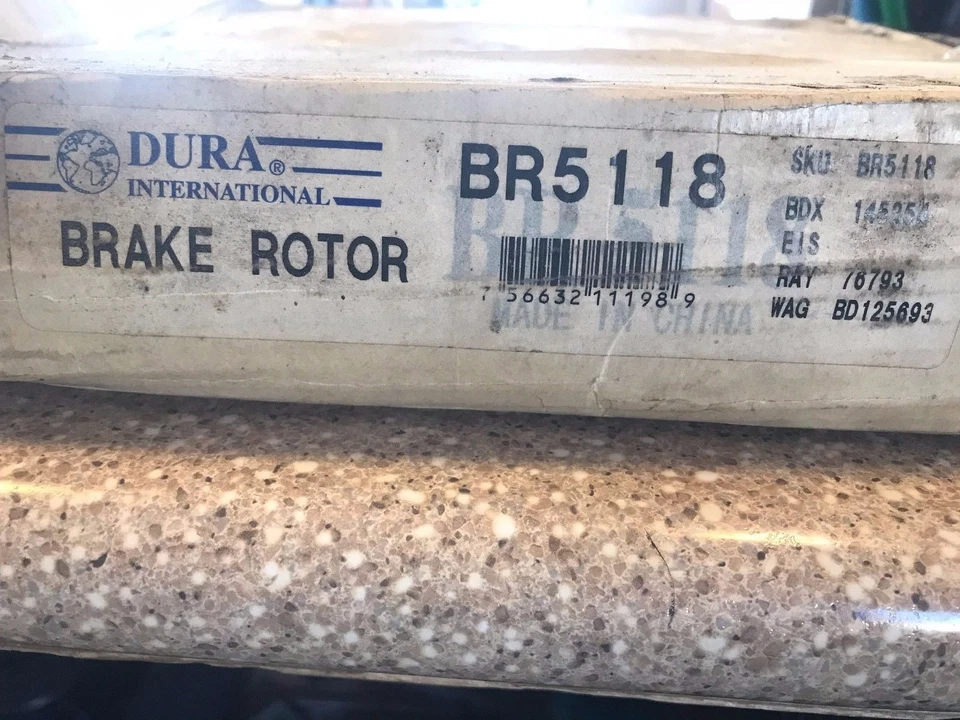 DURA®
INTERNATIONAL
BRAKE ROTOR
BR5118
BR5118
7 56632 11198 9
MADE IN CHINA
SKU BR5118
BDX
EIS
RAY 76793
WAG BD125693